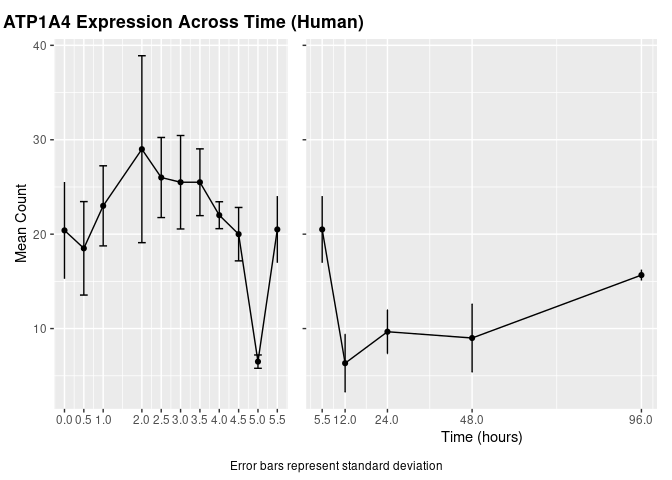 ATP1A4 Expression Across Time (Human)
Mean Count
40
30
20
10
0.0 0.5 1.0 2.0 2.5 3.0 3.5 4.0 4.5 5.0 5.5
5.5 12.0 24.0 48.0 96.0
Time (hours)
Error bars represent standard deviation